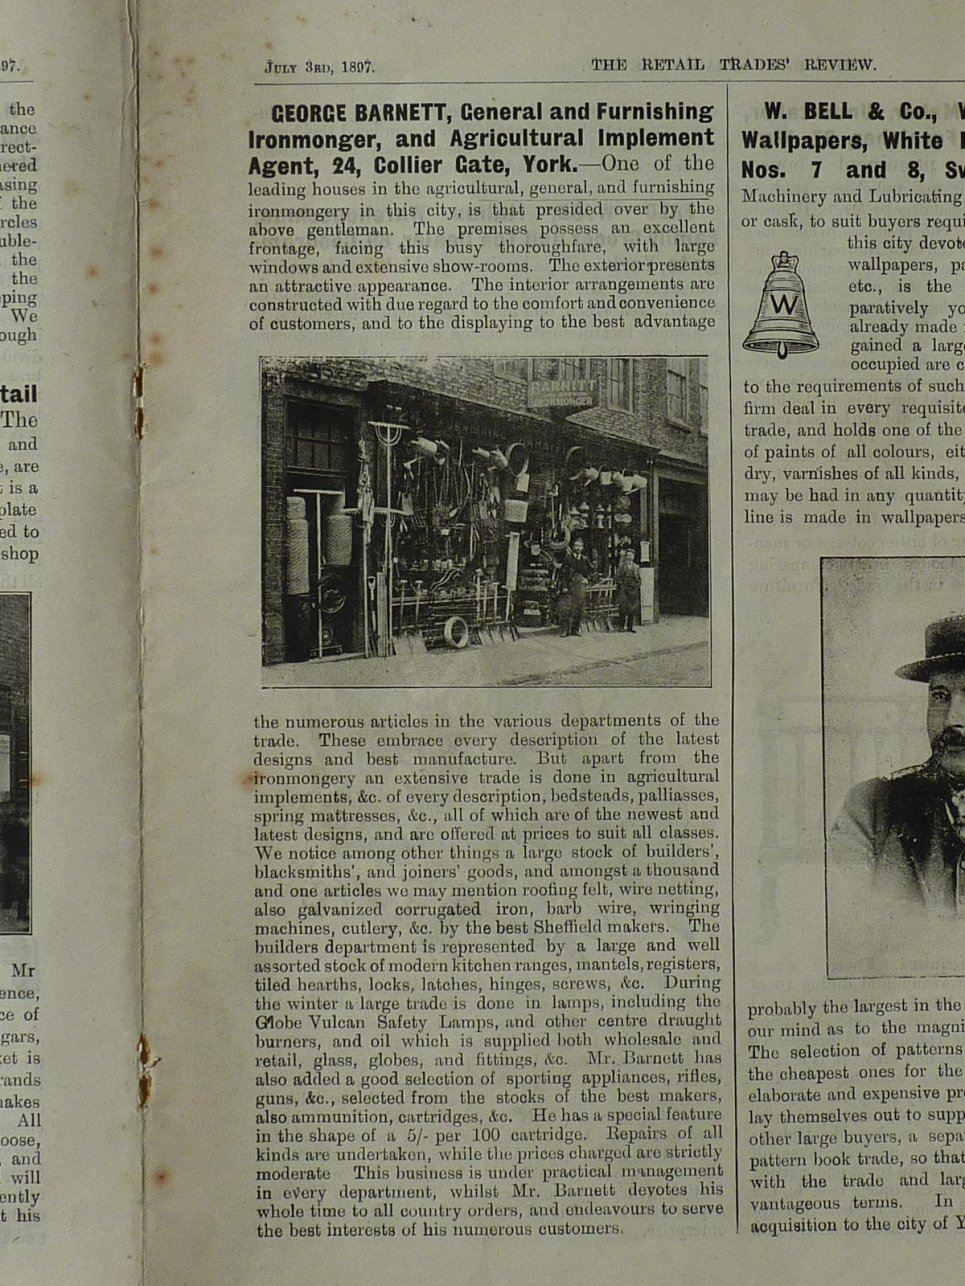 97.
the
ance
rect-
ered
asing
the
rcles
uble-
the
the
ping
We
ough
tail
The
and
e, are
is a
plate
ed to
shop
Mr
ence,
ce of
gars,
ket is
rands
nakes
All
oose,
and
will
ently
t his
JULY 3RD, 1897.
THE RETAIL TRADES' REVIEW.
GEORGE BARNETT, General and Furnishing
Ironmonger, and Agricultural Implement
Agent, 24, Collier Gate, York.—One of the
leading houses in the agricultural, general, and furnishing
ironmongery in this city, is that presided over by the
above gentleman. The premises possess an excellent
frontage, facing this busy thoroughfare, with large
windows and extensive show-rooms. The exterior presents
an attractive appearance. The interior arrangements are
constructed with due regard to the comfort and convenience
of customers, and to the displaying to the best advantage
BARNITT
IRONMONGER
the numerous articles in the various departments of the
trade. These embrace every description of the latest
designs and best manufacture. But apart from the
ironmongery an extensive trade is done in agricultural
implements, &c. of every description, bedsteads, palliasses,
spring mattresses, &c., all of which are of the newest and
latest designs, and are offered at prices to suit all classes.
We notice among other things a large stock of builders',
blacksmiths', and joiners' goods, and amongst a thousand
and one articles we may mention roofing felt, wire netting,
also galvanized corrugated iron, barb wire, wringing
machines, cutlery, &c. by the best Sheffield makers. The
builders department is represented by a large and well
assorted stock of modern kitchen ranges, mantels, registers,
tiled hearths, locks, latches, hinges, screws, &c. During
the winter a large trade is done in lamps, including the
Globe Vulcan Safety Lamps, and other centre draught
burners, and oil which is supplied both wholesale and
retail, glass, globes, and fittings, &c. Mr. Barnett has
also added a good selection of sporting appliances, rifles,
guns, &c., selected from the stocks of the best makers,
also ammunition, cartridges, &c. He has a special feature
in the shape of a 5/- per 100 cartridge. Repairs of all
kinds are undertaken, while the prices charged are strictly
moderate This business is under practical management
in every department, whilst Mr. Barnett devotes his
whole time to all country orders, and endeavours to serve
the best interests of his numerous customers.
W. BELL & Co., W
Wallpapers, White
Nos. 7 and 8, Sw
Machinery and Lubricating
or cask, to suit buyers requi
this city devote
wallpapers, pa
etc., is the
paratively yo
already made
gained a larg
occupied are c
W
to the requirements of such
firm deal in every requisite
trade, and holds one of the
of paints of all colours, eit
dry, varnishes of all kinds,
may be had in any quantit
line is made in wallpapers
probably the largest in the
our mind as to the magni
The selection of patterns
the cheapest ones for the
elaborate and expensive pro
lay themselves out to supp
other large buyers, a sepa
pattern book trade, so that
with the trade and larg
vantageous terms. In
acquisition to the city of Y